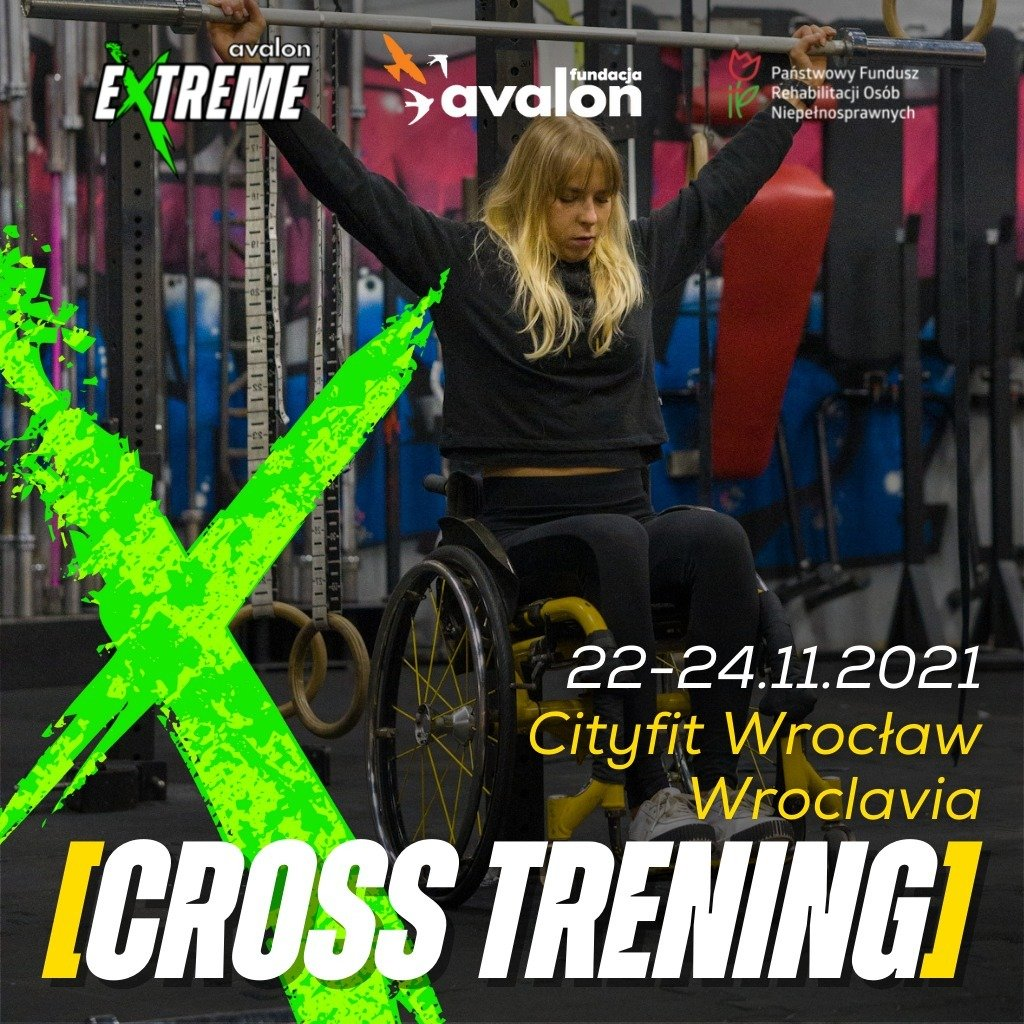 avalon
EXTREME
fundacja
avalon
Państwowy Fundusz
Rehabilitacji Osób
Niepełnosprawnych
22-24.11.2021
Cityfit Wrocław
Wroclavia
[CROSS TRENING]